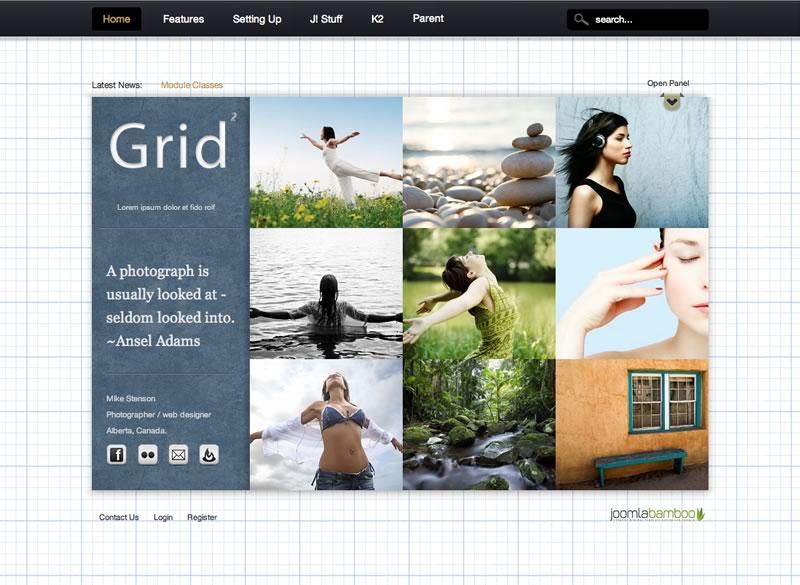 Home Features Setting Up J! Stuff K2 Parent search...
Latest News: Module Classes Open Panel
Grid 2
Lorem ipsum dolor et fido rolf
A photograph is
usually looked at -
seldom looked into.
~Ansel Adams
Mike Stenson
Photographer / web designer
Alberta, Canada.
Contact Us Login Register joomlabamboo